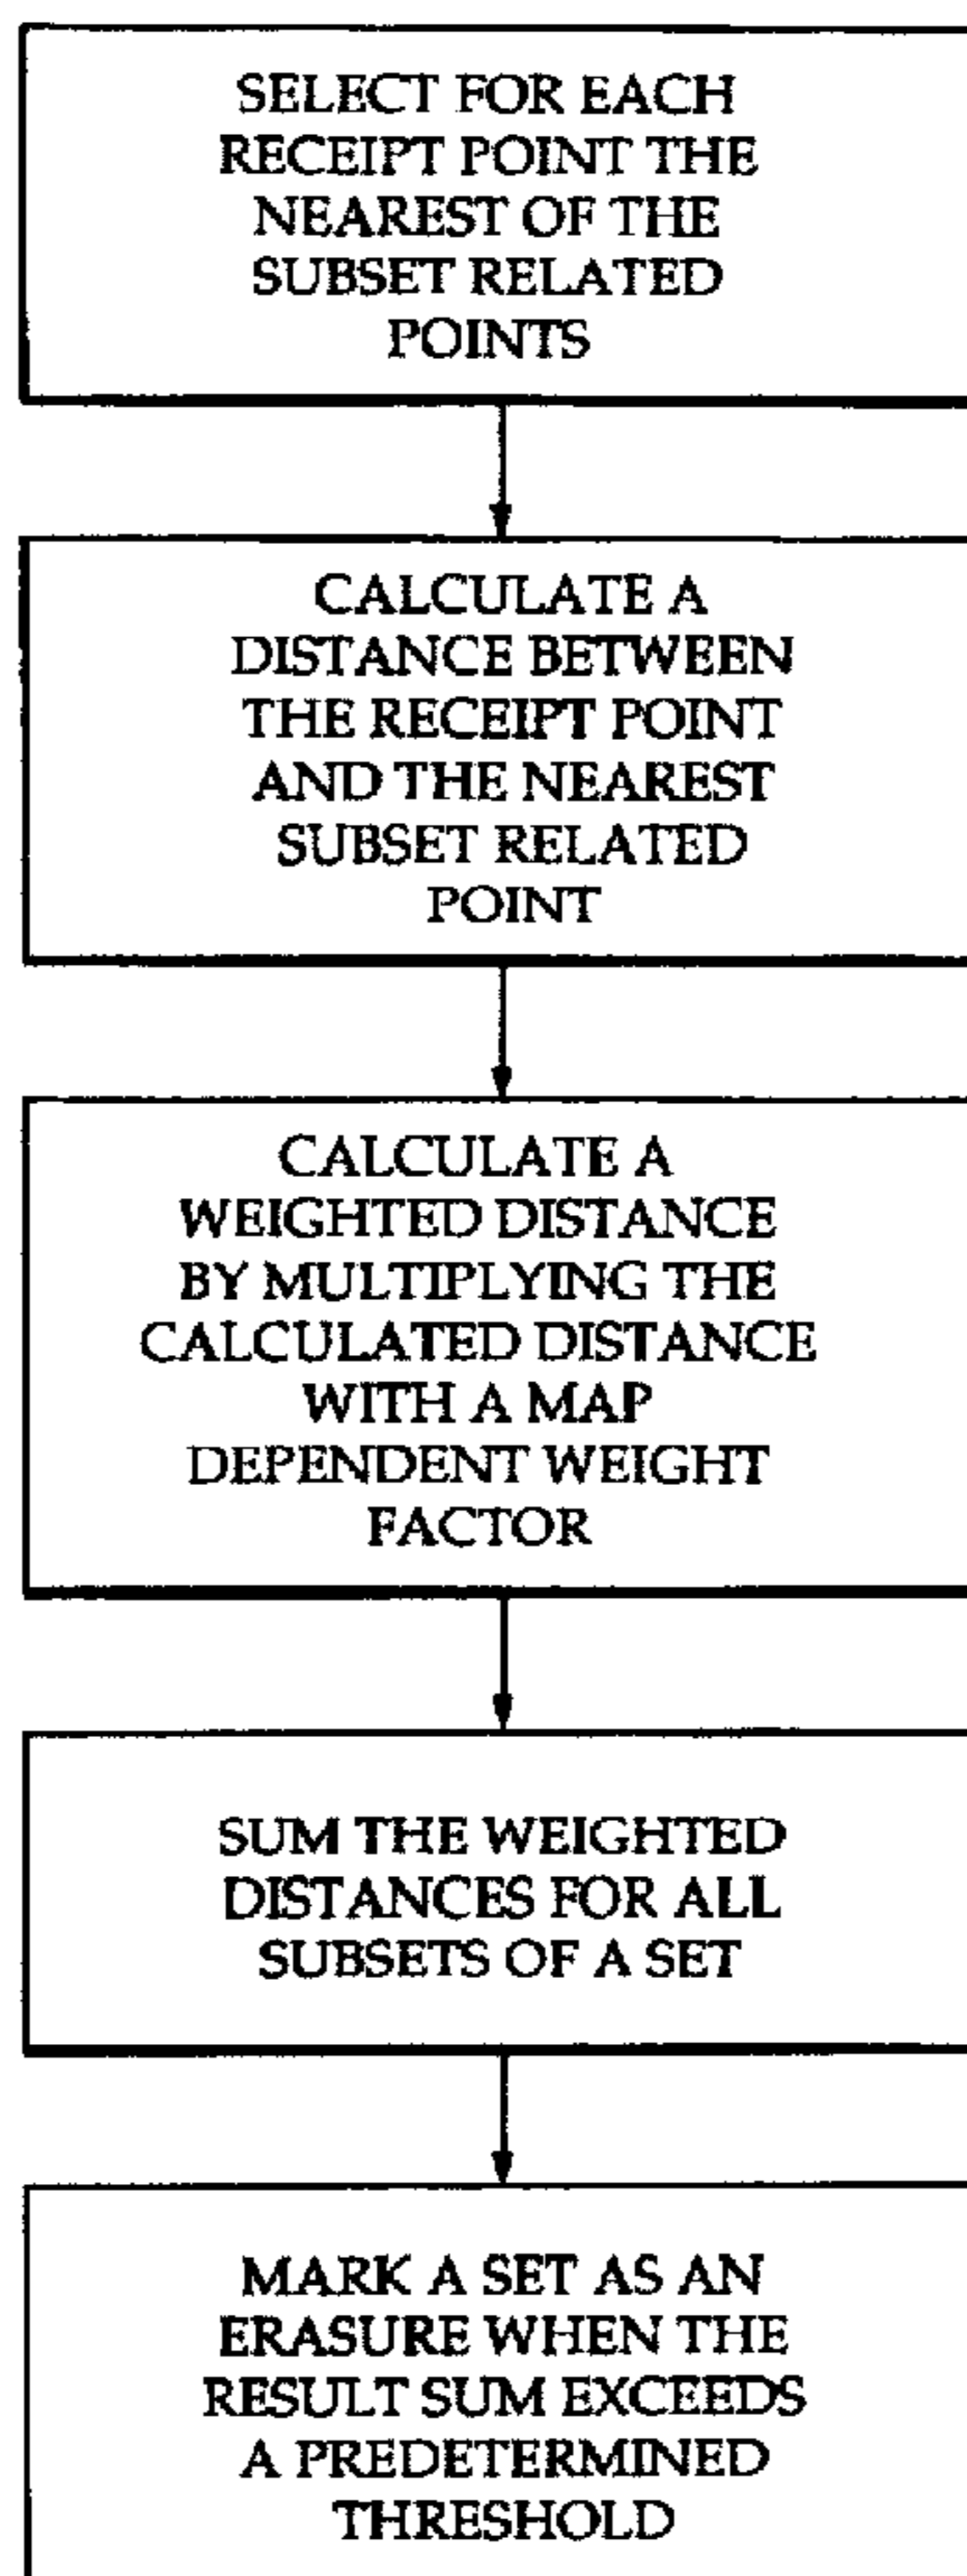 SELECT FOR EACH
RECEIPT POINT THE
NEAREST OF THE
SUBSET RELATED
POINTS
CALCULATE A
DISTANCE BETWEEN
THE RECEIPT POINT
AND THE NEAREST
SUBSET RELATED
POINT
CALCULATE A
WEIGHTED DISTANCE
BY MULTIPLYING THE
CALCULATED DISTANCE
WITH A MAP
DEPENDENT WEIGHT
FACTOR
SUM THE WEIGHTED
DISTANCES FOR ALL
SUBSETS OF A SET
MARK A SET AS AN
ERASURE WHEN THE
RESULT SUM EXCEEDS
A PREDETERMINED
THRESHOLD